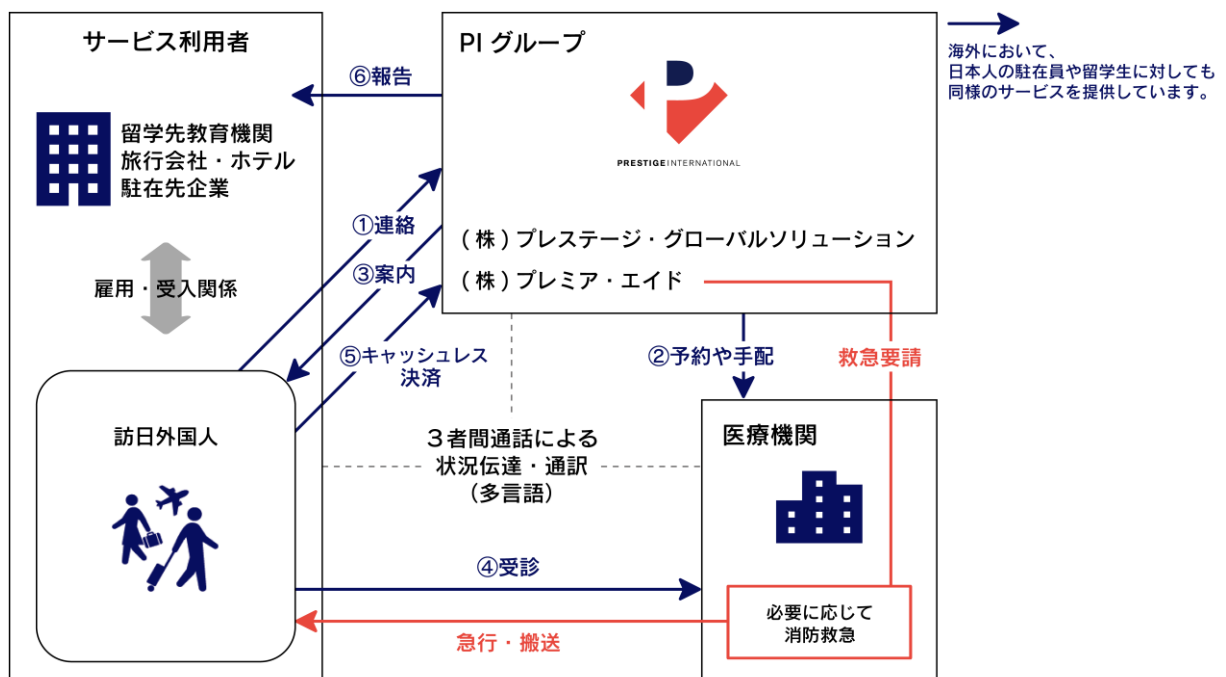 サービス利用者
留学先教育機関
旅行会社・ホテル
駐在先企業
雇用・受入関係
訪日外国人
PI グループ
PRESTIGE INTERNATIONAL
(株)プレステージ・グローバルソリューション
(株)プレミア・エイド
海外において、
日本人の駐在員や留学生に対しても
同様のサービスを提供しています。
⑥報告
①連絡
③案内
⑤キャッシュレス
決済
②予約や手配
救急要請
3者間通話による
状況伝達・通訳
(多言語)
医療機関
④受診
必要に応じて
消防救急
急行・搬送